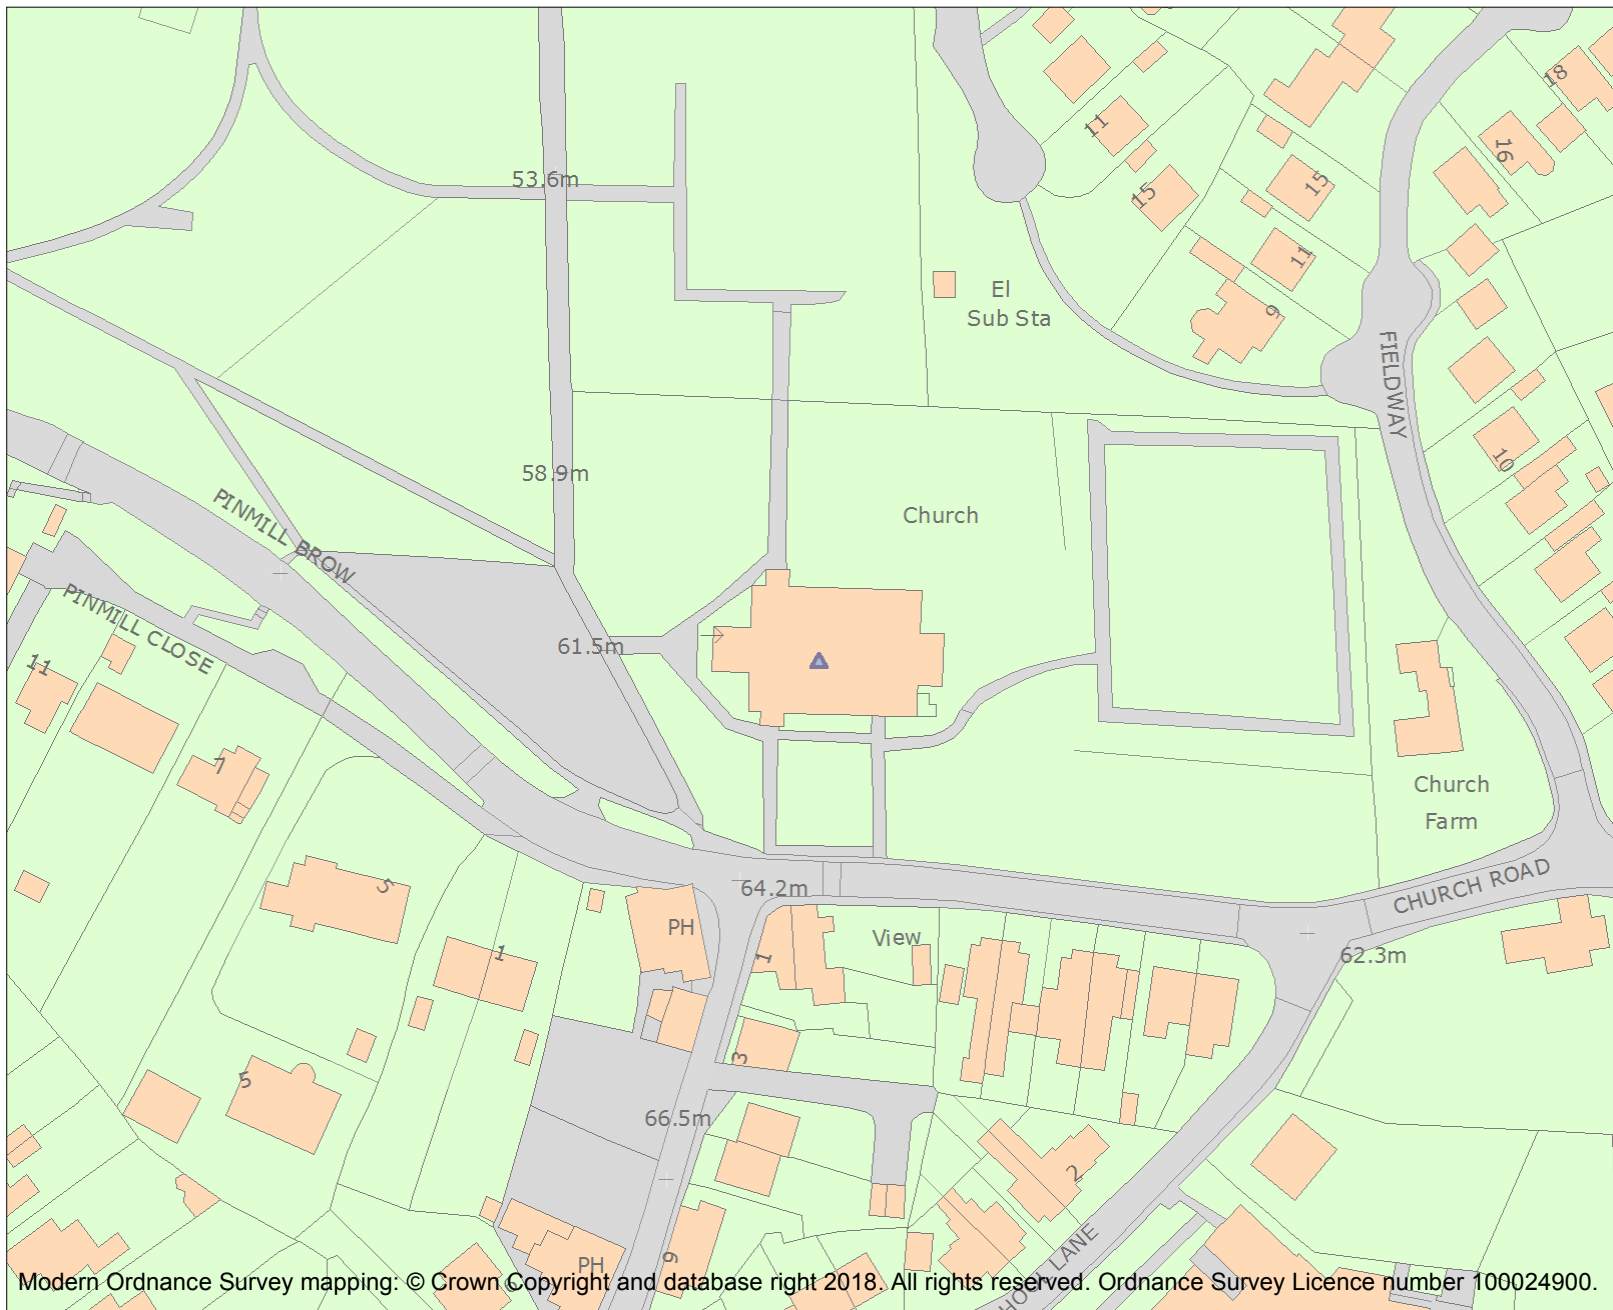 18
11
16
53.6m
15
15
11
El
Sub Sta
9
FIELDWAY
58.9m
10
PINMILL BROW
Church
PINMILL CLOSE
61.5m
11
7
Church
Farm
5
64.2m
CHURCH ROAD
PH
View
1
1
62.3m
3
5
66.5m
2
PH
9
HOOL LANE
Modern Ordnance Survey mapping: © Crown Copyright and database right 2018. All rights reserved. Ordnance Survey Licence number 100024900.